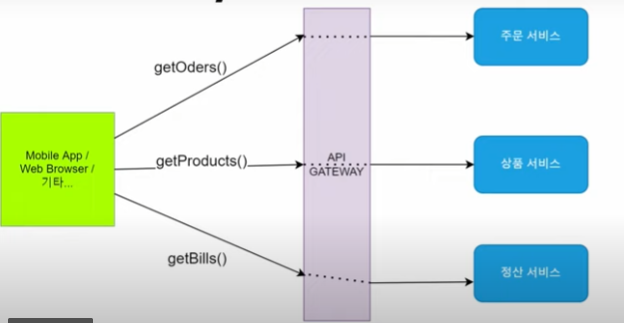 getOders()
주문 서비스
Mobile App /
Web Browser /
기타...
getProducts()
API
GATEWAY
상품 서비스
getBills()
정산 서비스